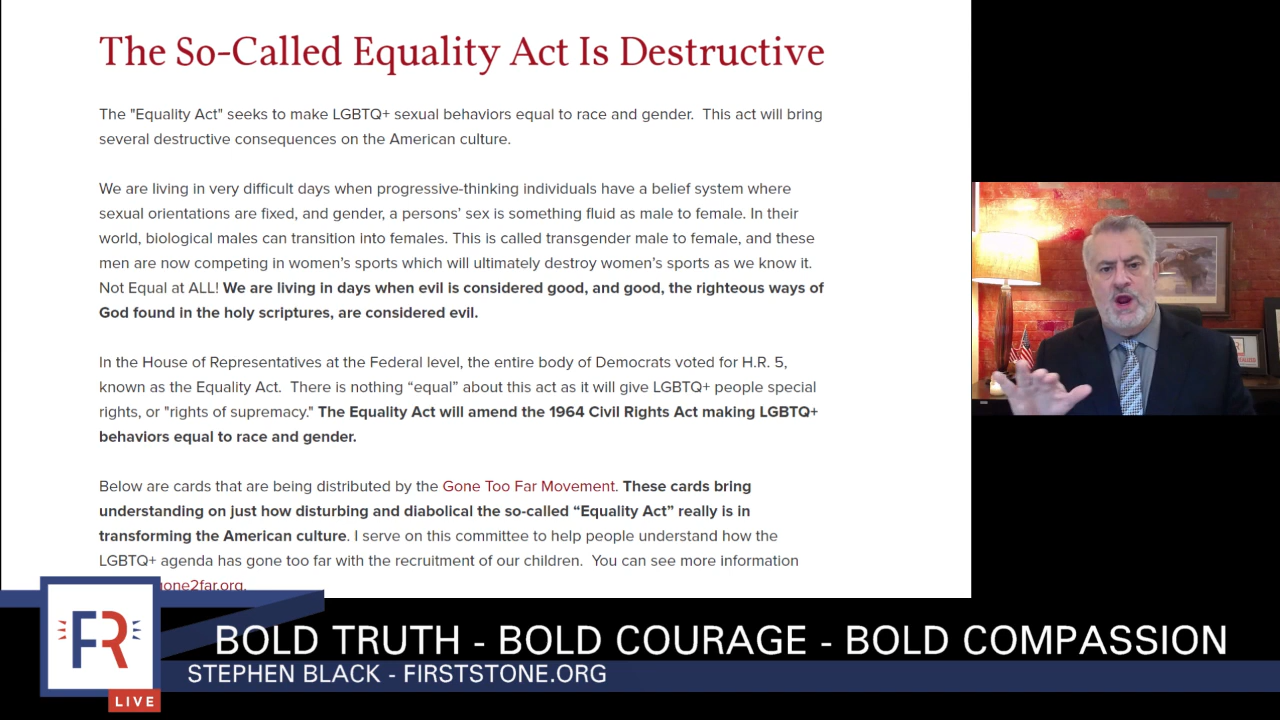 The So-Called Equality Act Is Destructive
The "Equality Act" seeks to make LGBTQ+ sexual behaviors equal to race and gender.  This act will bring
several destructive consequences on the American culture.
We are living in very difficult days when progressive-thinking individuals have a belief system where
sexual orientations are fixed, and gender, a persons’ sex is something fluid as male to female. In their
world, biological males can transition into females. This is called transgender male to female, and these
men are now competing in women’s sports which will ultimately destroy women’s sports as we know it.
Not Equal at ALL! We are living in days when evil is considered good, and good, the righteous ways of
God found in the holy scriptures, are considered evil.
In the House of Representatives at the Federal level, the entire body of Democrats voted for H.R. 5,
known as the Equality Act.  There is nothing “equal” about this act as it will give LGBTQ+ people special
rights, or "rights of supremacy." The Equality Act will amend the 1964 Civil Rights Act making LGBTQ+
behaviors equal to race and gender.
Below are cards that are being distributed by the Gone Too Far Movement. These cards bring
understanding on just how disturbing and diabolical the so-called “Equality Act” really is in
transforming the American culture. I serve on this committee to help people understand how the
LGBTQ+ agenda has gone too far with the recruitment of our children.  You can see more information
gone2far.org.
FR
LIVE
BOLD TRUTH - BOLD COURAGE - BOLD COMPASSION
STEPHEN BLACK - FIRSTSTONE.ORG